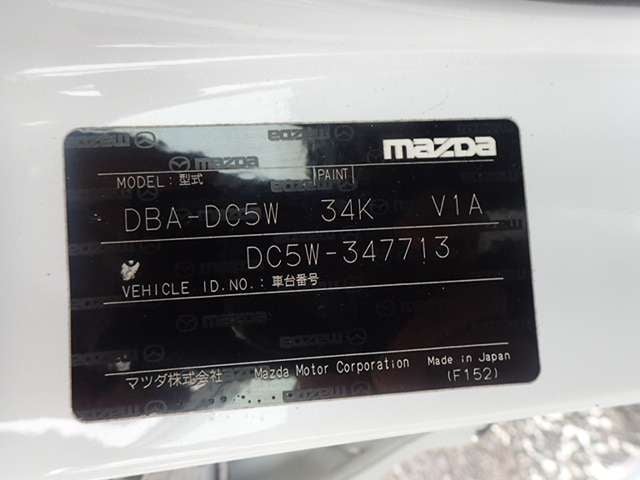 mazda
MODEL: 型式 PAINT
DBA-DC5W 34K V1A
DC5W-347713
VEHICLE ID.NO.: 車台番号
マツダ株式会社 Mazda Motor Corporation Made in Japan
(F152)